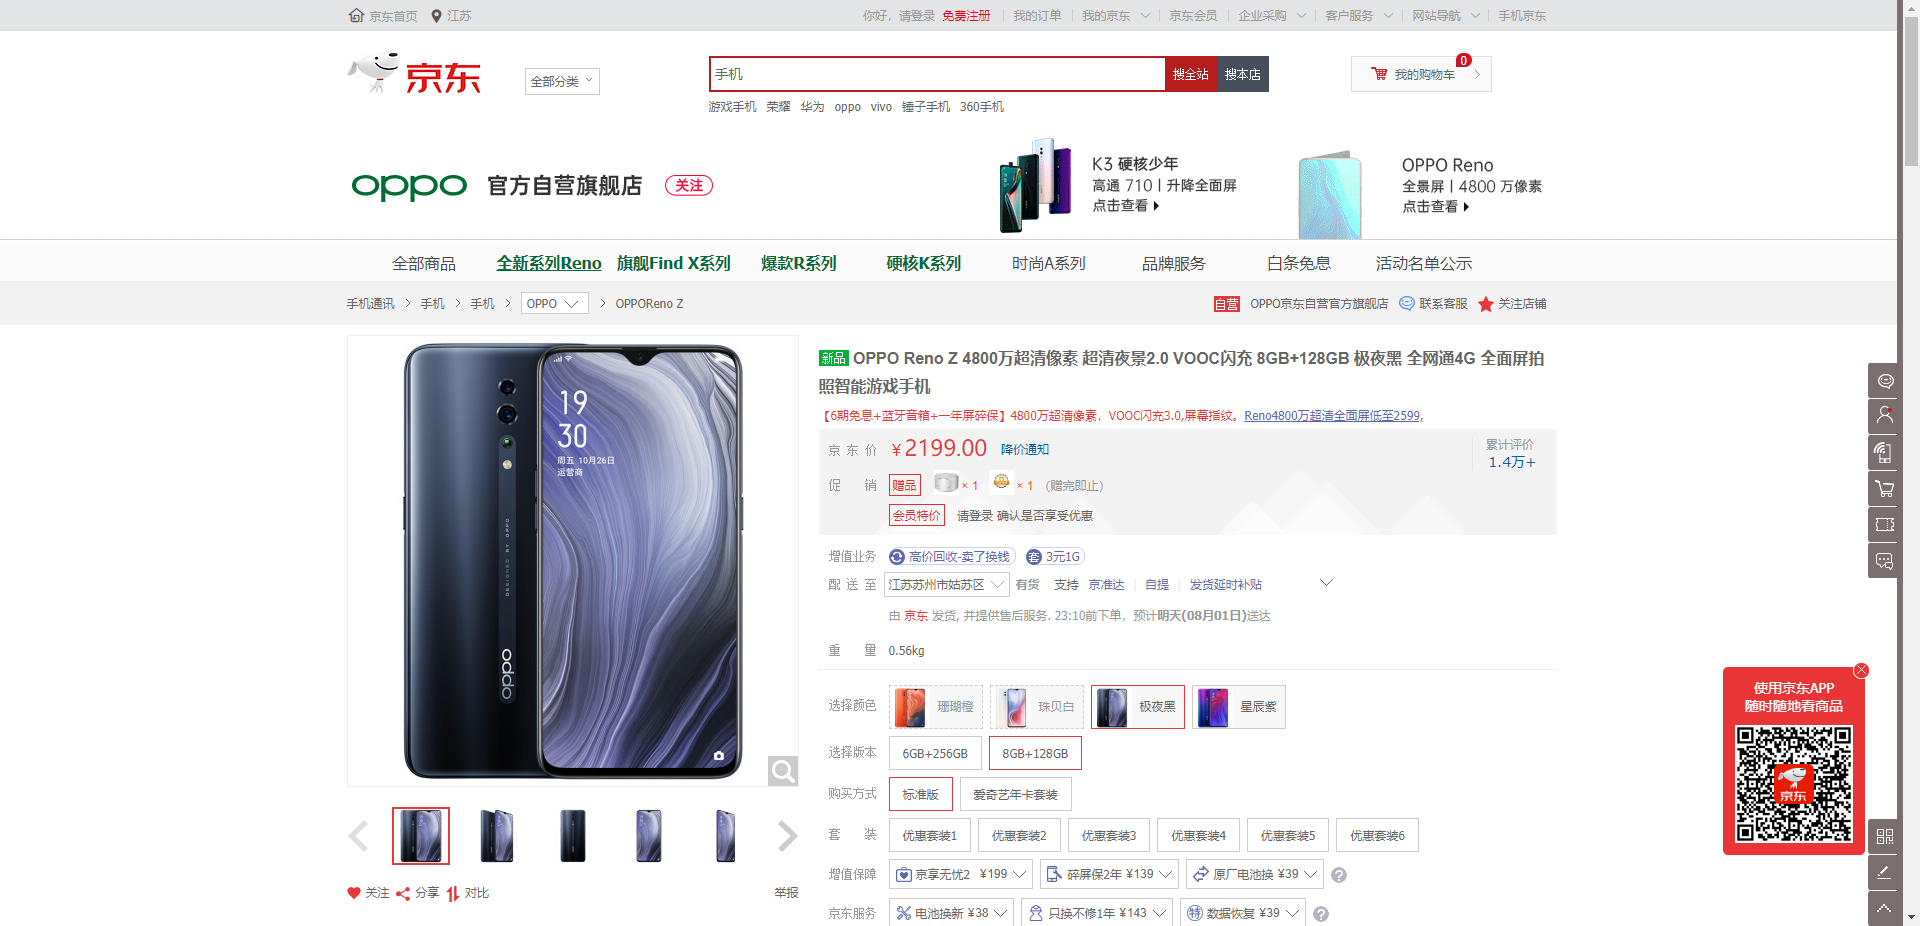 京东首页 江苏
你好，请登录 免费注册 我的订单 我的京东 京东会员 企业采购 客户服务 网站导航 手机京东
京东
全部分类
手机
搜全站 搜本店
0
我的购物车
游戏手机 荣耀 华为 oppo vivo 锤子手机 360手机
oppo 官方自营旗舰店 关注
K3 硬核少年
高通 710 | 升降全面屏
点击查看
OPPO Reno
全景屏 | 4800 万像素
点击查看
全部商品 全新系列Reno 旗舰Find X系列 爆款R系列 硬核K系列 时尚A系列 品牌服务 白条免息 活动名单公示
手机通讯 > 手机 > 手机 > OPPO > OPPOReno Z
自营 OPPO京东自营官方旗舰店 联系客服 关注店铺
19
30
周五 10月26日
运营商
DESIGNED BY OPPO
oppo
关注 分享 对比 举报
新品 OPPO Reno Z 4800万超清像素 超清夜景2.0 VOOC闪充 8GB+128GB 极夜黑 全网通4G 全面屏拍
照智能游戏手机
【6期免息+蓝牙音箱+一年屏碎保】4800万超清像素，VOOC闪充3.0,屏幕指纹。Reno4800万超清全面屏低至2599,
京东价 ￥2199.00 降价通知
累计评价
1.4万+
促销 赠品 × 1 × 1 （赠完即止）
会员特价 请登录 确认是否享受优惠
增值业务 高价回收-卖了换钱 套 3元1G
配送至 江苏苏州市姑苏区 有货 支持 京准达 自提 发货延时补贴
由 京东 发货, 并提供售后服务. 23:10前下单，预计明天(08月01日)送达
重量 0.56kg
选择颜色 珊瑚橙 珠贝白 极夜黑 星辰紫
选择版本 6GB+256GB 8GB+128GB
购买方式 标准版 爱奇艺年卡套装
套装 优惠套装1 优惠套装2 优惠套装3 优惠套装4 优惠套装5 优惠套装6
增值保障 京享无忧2 ¥199 碎屏保2年 ¥139 原厂电池换 ¥39 ?
京东服务 电池换新 ¥38 只换不修1年 ¥143 特 数据恢复 ¥39 ?
使用京东APP
随时随地看商品
京东